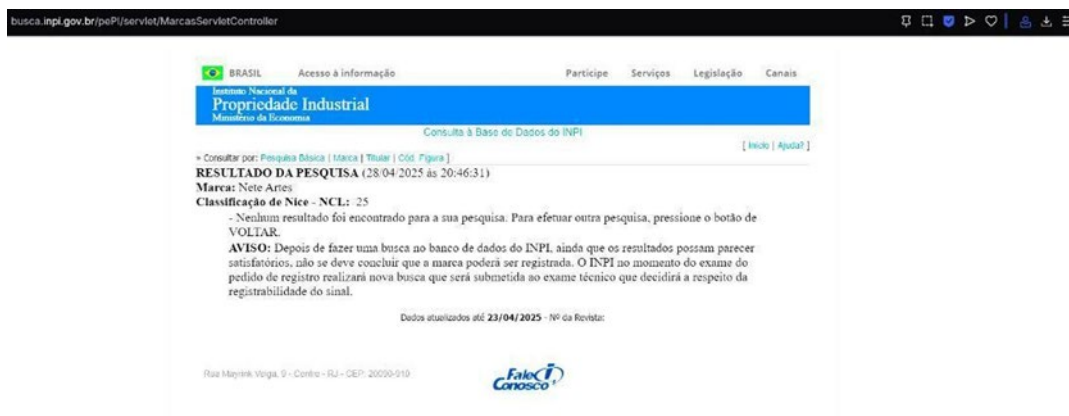 busca.inpi.gov.br/pePI/servlet/MarcasServletController
BRASIL Acesso à informação Participe Serviços Legislação Canais
Instituto Nacional da
Propriedade Industrial
Ministério da Economia
Consulta à Base de Dados do INPI
[ Início | Ajuda? ]
» Consultar por: Pesquisa Básica | Marca | Titular | Cód. Figura ]
RESULTADO DA PESQUISA (28/04/2025 às 20:46:31)
Marca: Nete Artes
Classificação de Nice - NCL: 25
- Nenhum resultado foi encontrado para a sua pesquisa. Para efetuar outra pesquisa, pressione o botão de
VOLTAR.
AVISO: Depois de fazer uma busca no banco de dados do INPI, ainda que os resultados possam parecer
satisfatórios, não se deve concluir que a marca poderá ser registrada. O INPI no momento do exame do
pedido de registro realizará nova busca que será submetida ao exame técnico que decidirá a respeito da
registrabilidade do sinal.
Dados atualizados até 23/04/2025 - Nº da Revista:
Rua Mayrink Veiga, 9 - Centro - RJ - CEP: 20090-910
Fale
Conosco